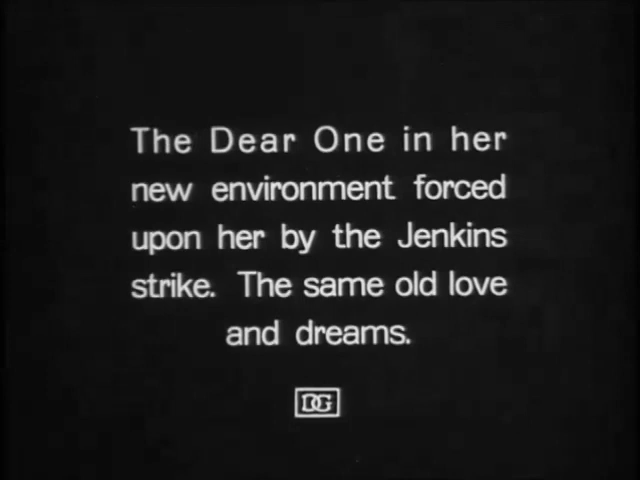 The Dear One in her
new environment forced
upon her by the Jenkins
strike. The same old love
and dreams.
DG